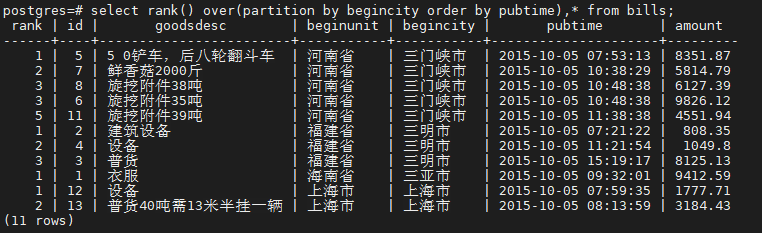 postgres=# select rank() over(partition by begincity order by pubtime),* from bills;
 rank | id |       goodsdesc        | beginunit | begincity |       pubtime       | amount
------+----+------------------------+-----------+-----------+---------------------+---------
    1 |  5 | 5 0铲车，后八轮翻斗车  | 河南省    | 三门峡市  | 2015-10-05 07:53:13 | 8351.87
    2 |  7 | 鲜香菇2000斤           | 河南省    | 三门峡市  | 2015-10-05 10:38:29 | 5814.79
    3 |  8 | 旋挖附件38吨           | 河南省    | 三门峡市  | 2015-10-05 10:48:38 | 6127.39
    3 |  6 | 旋挖附件35吨           | 河南省    | 三门峡市  | 2015-10-05 10:48:38 | 9826.12
    5 | 11 | 旋挖附件39吨           | 河南省    | 三门峡市  | 2015-10-05 11:38:38 | 4551.94
    1 |  2 | 建筑设备               | 福建省    | 三明市    | 2015-10-05 07:21:22 |  808.35
    2 |  4 | 设备                   | 福建省    | 三明市    | 2015-10-05 11:21:54 |  1049.8
    3 |  3 | 普货                   | 福建省    | 三明市    | 2015-10-05 15:19:17 | 8125.13
    1 |  1 | 衣服                   | 海南省    | 三亚市    | 2015-10-05 09:32:01 | 9412.59
    1 | 12 | 设备                   | 上海市    | 上海市    | 2015-10-05 07:59:35 | 1777.71
    2 | 13 | 普货40吨需13米半挂一辆 | 上海市    | 上海市    | 2015-10-05 08:13:59 | 3184.43
(11 rows)